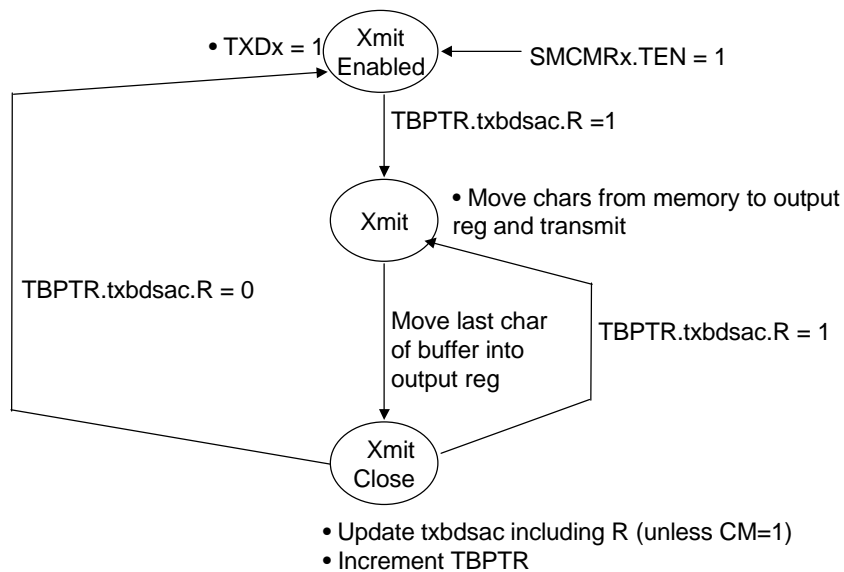 • TXDx = 1
Xmit
Enabled
SMCMRx.TEN = 1
TBPTR.txbdsac.R =1
Xmit
• Move chars from memory to output
reg and transmit
TBPTR.txbdsac.R = 0
Move last char
of buffer into
output reg
TBPTR.txbdsac.R = 1
Xmit
Close
• Update txbdsac including R (unless CM=1)
• Increment TBPTR